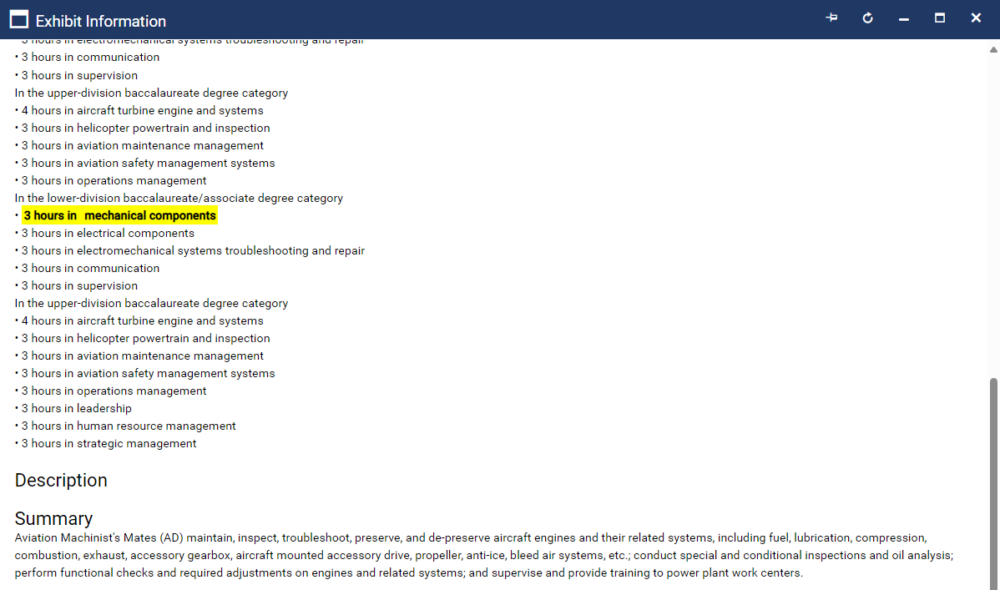 Exhibit Information
• 3 hours in electromechanical systems troubleshooting and repair
• 3 hours in communication
• 3 hours in supervision
In the upper-division baccalaureate degree category
• 4 hours in aircraft turbine engine and systems
• 3 hours in helicopter powertrain and inspection
• 3 hours in aviation maintenance management
• 3 hours in aviation safety management systems
• 3 hours in operations management
In the lower-division baccalaureate/associate degree category
• 3 hours in mechanical components
• 3 hours in electrical components
• 3 hours in electromechanical systems troubleshooting and repair
• 3 hours in communication
• 3 hours in supervision
In the upper-division baccalaureate degree category
• 4 hours in aircraft turbine engine and systems
• 3 hours in helicopter powertrain and inspection
• 3 hours in aviation maintenance management
• 3 hours in aviation safety management systems
• 3 hours in operations management
• 3 hours in leadership
• 3 hours in human resource management
• 3 hours in strategic management
Description
Summary
Aviation Machinist's Mates (AD) maintain, inspect, troubleshoot, preserve, and de-preserve aircraft engines and their related systems, including fuel, lubrication, compression,
combustion, exhaust, accessory gearbox, aircraft mounted accessory drive, propeller, anti-ice, bleed air systems, etc.; conduct special and conditional inspections and oil analysis;
perform functional checks and required adjustments on engines and related systems; and supervise and provide training to power plant work centers.